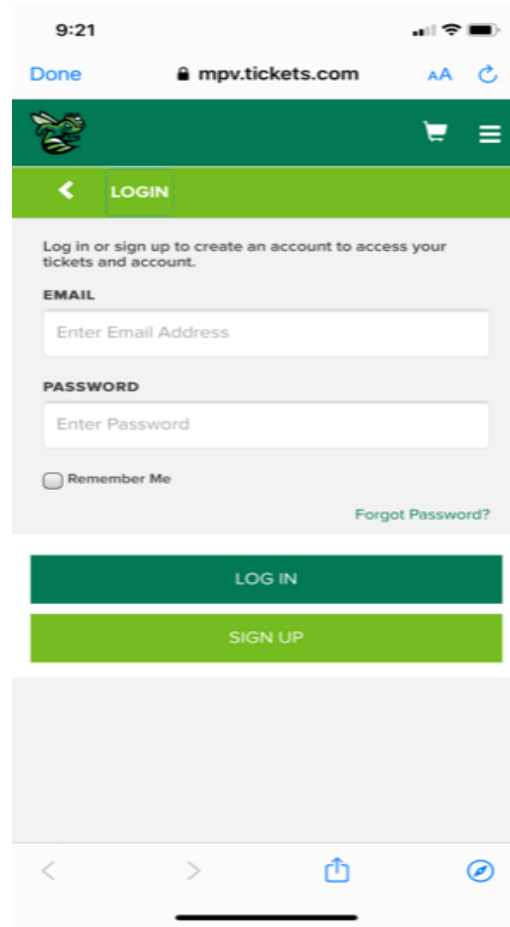 9:21
Done mpv.tickets.com AA
LOGIN
Log in or sign up to create an account to access your
tickets and account.
EMAIL
Enter Email Address
PASSWORD
Enter Password
Remember Me
Forgot Password?
LOG IN
SIGN UP